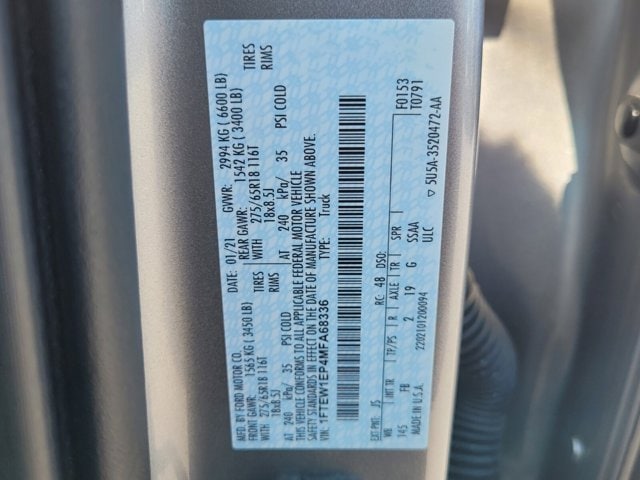 MFD. BY FORD MOTOR CO.
DATE: 01/21 GVWR: 2994 KG ( 6600 LB)
FRONT GAWR: 1565 KG ( 3450 LB) REAR GAWR: 1542 KG ( 3400 LB)
WITH 275/65R18 116T TIRES WITH 275/65R18 116T TIRES
18x8.5J RIMS 18x8.5J RIMS
AT 240 kPa/ 35 PSI COLD AT 240 kPa/ 35 PSI COLD
THIS VEHICLE CONFORMS TO ALL APPLICABLE FEDERAL MOTOR VEHICLE
SAFETY STANDARDS IN EFFECT ON THE DATE OF MANUFACTURE SHOWN ABOVE.
VIN: 1FTEW1EP4MFA68336 TYPE: Truck
F0153
T0791
EXT PNT: JS RC: 48 DSO:
WB INT TR TP/PS R AXLE TR SPR
145 FB 2 19 G SSAA
ULC
MADE IN U.S.A. 2202101200094 ▽ 5U5A-3520472-AA